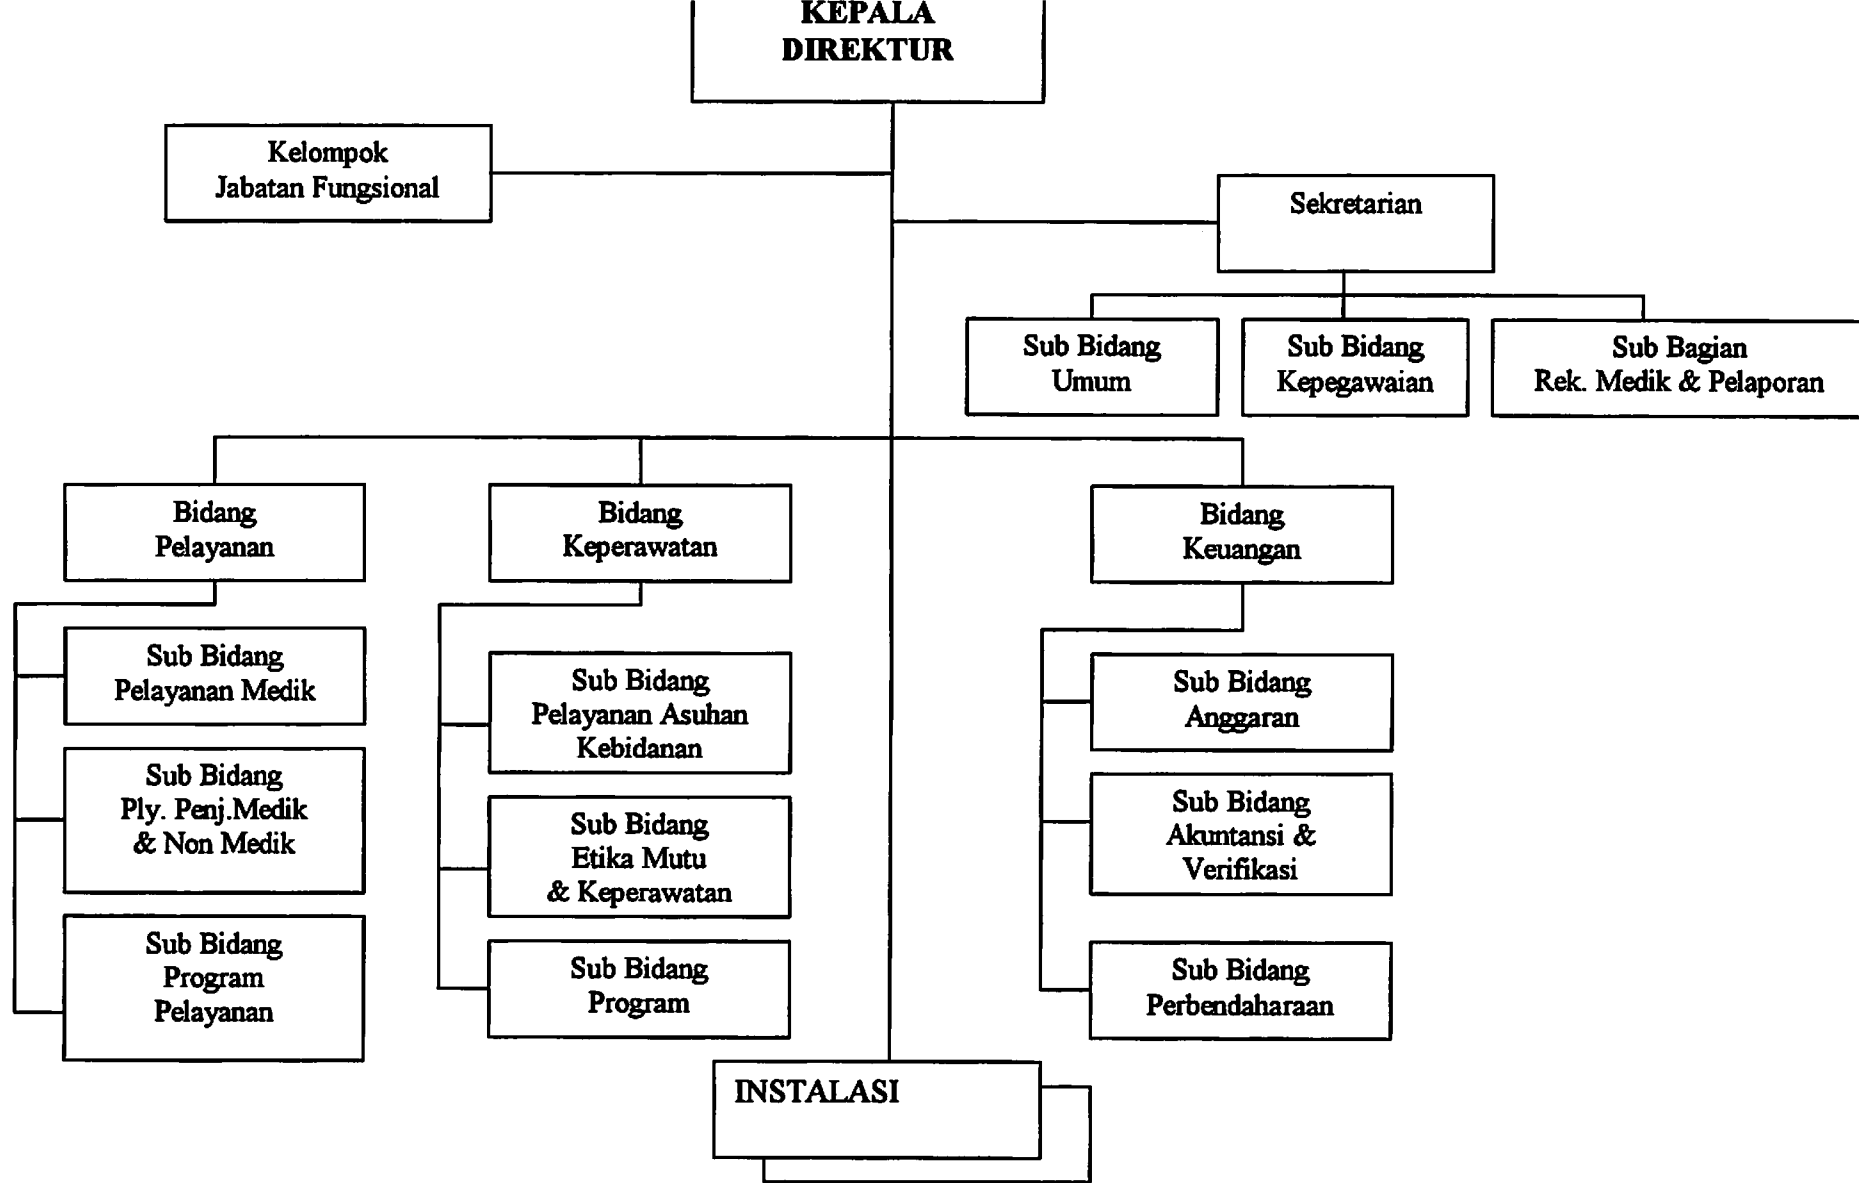 KEPALA
DIREKTUR
Kelompok
Jabatan Fungsional
Sekretarian
Sub Bidang
Umum
Sub Bidang
Kepegawaian
Sub Bagian
Rek. Medik & Pelaporan
Bidang
Pelayanan
Bidang
Keperawatan
Bidang
Keuangan
Sub Bidang
Pelayanan Medik
Sub Bidang
Ply. Penj.Medik
& Non Medik
Sub Bidang
Program
Pelayanan
Sub Bidang
Pelayanan Asuhan
Kebidanan
Sub Bidang
Etika Mutu
& Keperawatan
Sub Bidang
Program
Sub Bidang
Anggaran
Sub Bidang
Akuntansi &
Verifikasi
Sub Bidang
Perbendaharaan
INSTALASI